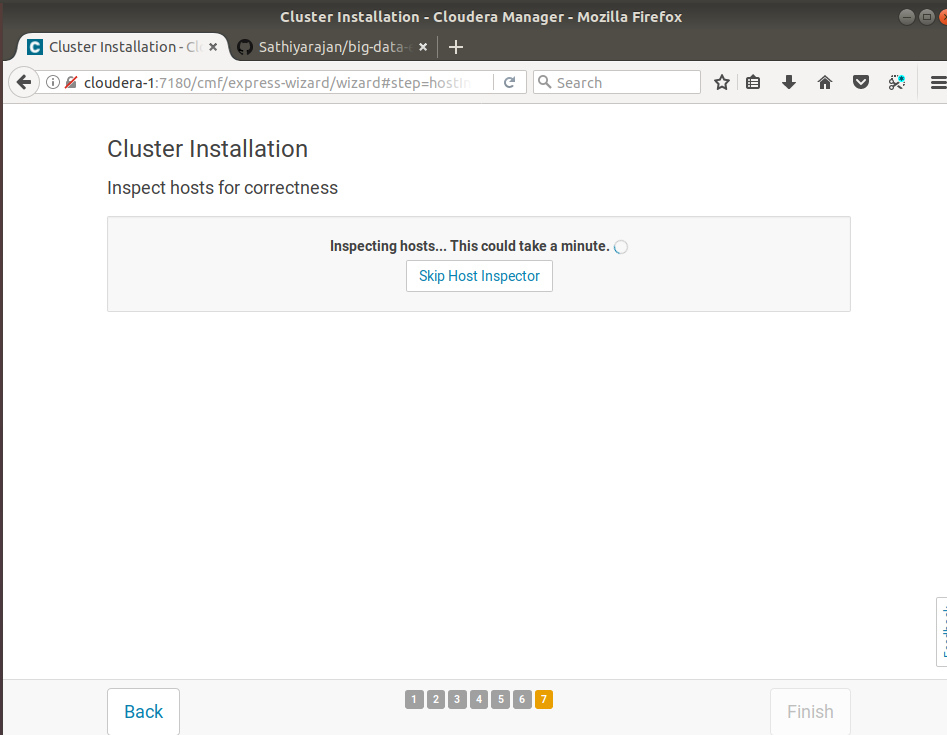 Cluster Installation - Cloudera Manager - Mozilla Firefox
Cluster Installation - Clo
Sathiyarajan/big-data-
cloudera-1:7180/cmf/express-wizard/wizard#step=hostin
Search
Cluster Installation
Inspect hosts for correctness
Inspecting hosts... This could take a minute.
Skip Host Inspector
Feedback
Back
1 2 3 4 5 6 7
Finish